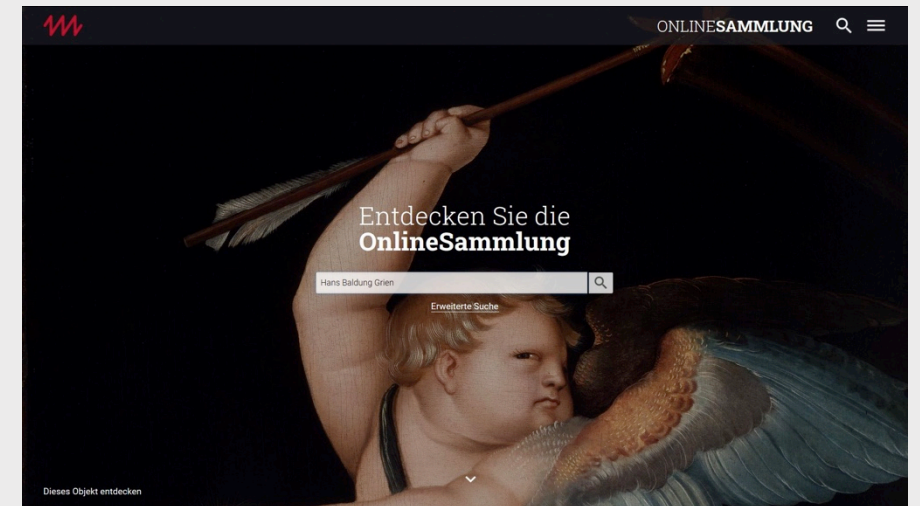 ONLINESAMMLUNG
Entdecken Sie die
OnlineSammlung
Hans Baldung Grien
Erweiterte Suche
Dieses Objekt entdecken